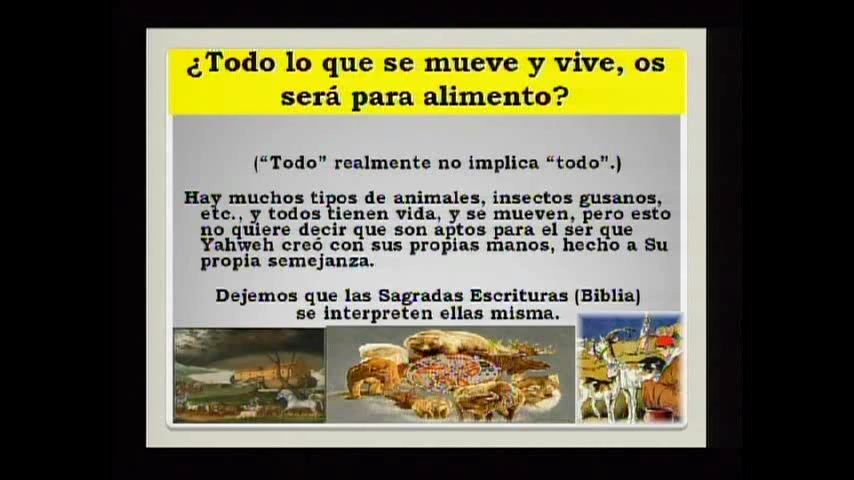 ¿Todo lo que se mueve y vive, os
será para alimento?
(“Todo” realmente no implica “todo”.)
Hay muchos tipos de animales, insectos gusanos,
etc., y todos tienen vida, y se mueven, pero esto
no quiere decir que son aptos para el ser que
Yahweh creó con sus propias manos, hecho a Su
propia semejanza.
Dejemos que las Sagradas Escrituras (Biblia)
se interpreten ellas misma.